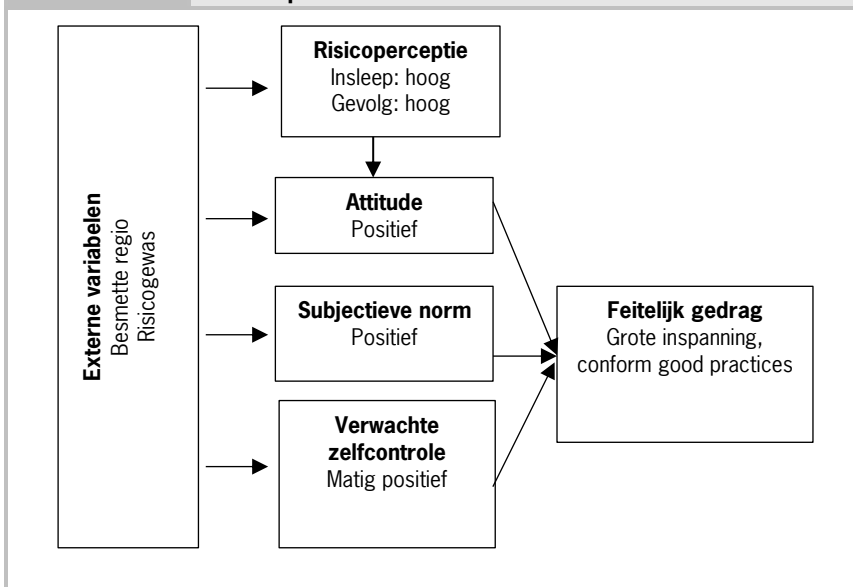 Externe variabelen
Besmette regio
Risicogewas
Risicoperceptie
Insleep: hoog
Gevolg: hoog
Attitude
Positief
Subjectieve norm
Positief
Verwachte
zelfcontrole
Matig positief
Feitelijk gedrag
Grote inspanning,
conform good practices